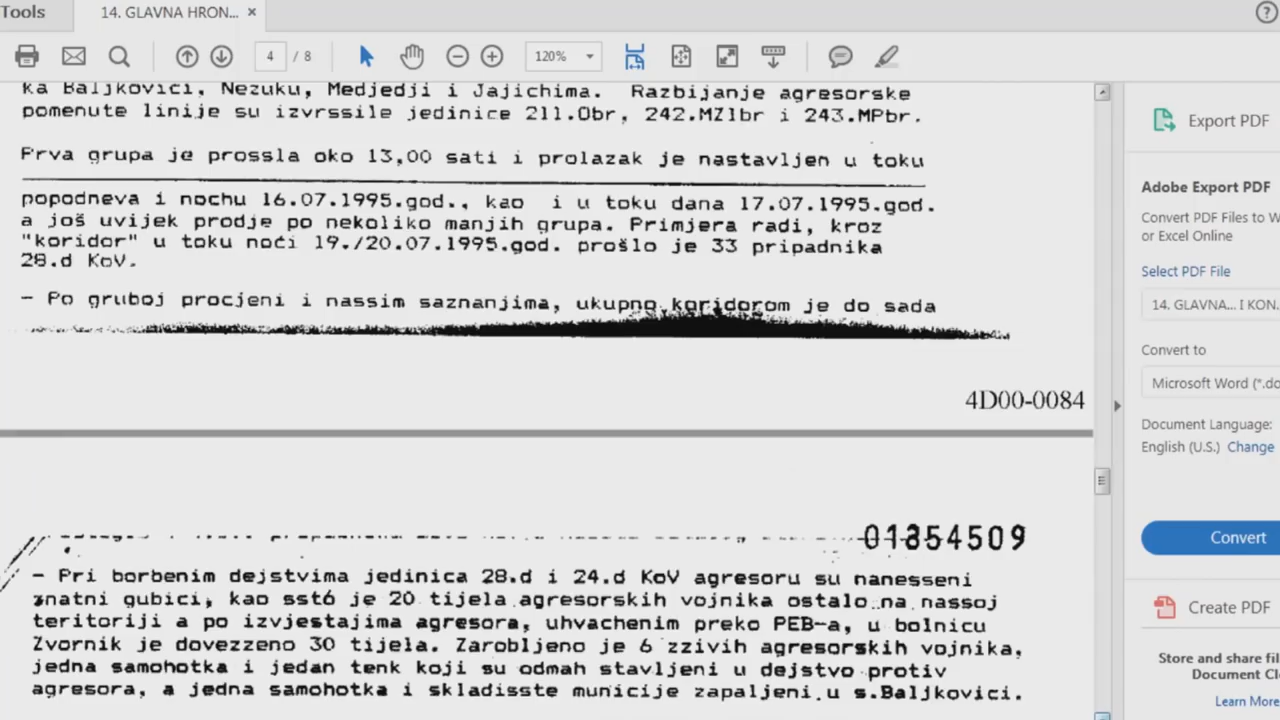 Tools
14. GLAVNA HRON... ×
4 / 8
120%
ka Baljkovici, Nezuku, Medjedji i Jajichima. Razbijanje agresorske
pomenute linije su izvrssile jedinice 211.Obr, 242.MZlbr i 243.MPbr.
Prva grupa je prossla oko 13,00 sati i prolazak je nastavljen u toku
popodneva i nochu 16.07.1995.god., kao i u toku dana 17.07.1995.god.
a još uvijek prodje po nekoliko manjih grupa. Primjera radi, kroz
"koridor" u toku noći 19./20.07.1995.god. prošlo je 33 pripadnika
28.d KoV.
- Po gruboj procjeni i nassim saznanjima, ukupno koridorom je do sada
4D00-0084
01354509
- Pri borbenim dejstvima jedinica 28.d i 24.d KoV agresoru su nanesseni
znatni gubici, kao sstó je 20 tijela agresorskih vojnika ostalo na nassoj
teritoriji a po izvjestajima agresora, uhvachenim preko PEB-a, u bolnicu
Zvornik je dovezzeno 30 tijela. Zarobljeno je 6 zzivih agresorskih vojnika,
jedna samohotka i jedan tenk koji su odmah stavljeni u dejstvo protiv
agresora, a jedna samohotka i skladisste municije zapaljeni u s.Baljkovici.
Export PDF
Adobe Export PDF
Convert PDF Files to W
or Excel Online
Select PDF File
14. GLAVNA... I KON.
Convert to
Microsoft Word (*.do
Document Language:
English (U.S.) Change
Convert
Create PDF
Store and share fil
Document Cl
Learn More